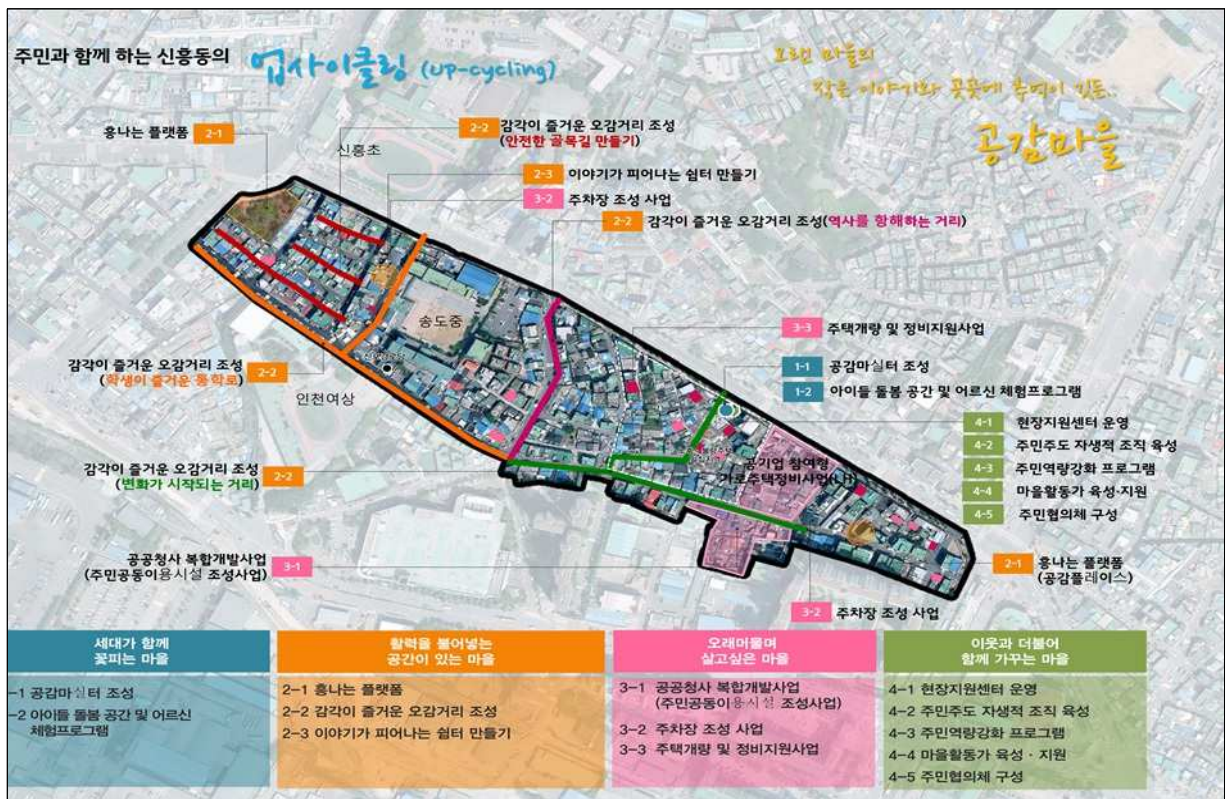 주민과 함께 하는 신흥동의 업사이클링 (UP-cycling)
오랜 마을의
작은 이야기와 곳곳에 추억이 깃든..
공감마을
흥나는 플랫폼 2-1
신흥초
2-2 감각이 즐거운 오감거리 조성
(안전한 골목길 만들기)
2-3 이야기가 피어나는 쉼터 만들기
3-2 주차장 조성 사업
2-2 감각이 즐거운 오감거리 조성(역사를 항해하는 거리)
송도중
3-3 주택개량 및 정비지원사업
감각이 즐거운 오감거리 조성 2-2
(학생이 즐거운 통학로)
인천여상
1-1 공감마실터 조성
1-2 아이들 돌봄 공간 및 어르신 체험프로그램
4-1 현장지원센터 운영
4-2 주민주도 자생적 조직 육성
4-3 주민역량강화 프로그램
4-4 마을활동가 육성·지원
4-5 주민협의체 구성
감각이 즐거운 오감거리 조성 2-2
(변화가 시작되는 거리)
공기업 참여형
가로주택정비사업(LH)
공공청사 복합개발사업 3-1
(주민공동이용시설 조성사업)
2-1 흥나는 플랫폼
(공감플레이스)
3-2 주차장 조성 사업
세대가 함께
꽃피는 마을
-1 공감마실터 조성
-2 아이들 돌봄 공간 및 어르신
체험프로그램
활력을 불어넣는
공간이 있는 마을
2-1 흥나는 플랫폼
2-2 감각이 즐거운 오감거리 조성
2-3 이야기가 피어나는 쉼터 만들기
오래머물며
살고싶은 마을
3-1 공공청사 복합개발사업
(주민공동이용시설 조성사업)
3-2 주차장 조성 사업
3-3 주택개량 및 정비지원사업
이웃과 더불어
함께 가꾸는 마을
4-1 현장지원센터 운영
4-2 주민주도 자생적 조직 육성
4-3 주민역량강화 프로그램
4-4 마을활동가 육성 · 지원
4-5 주민협의체 구성